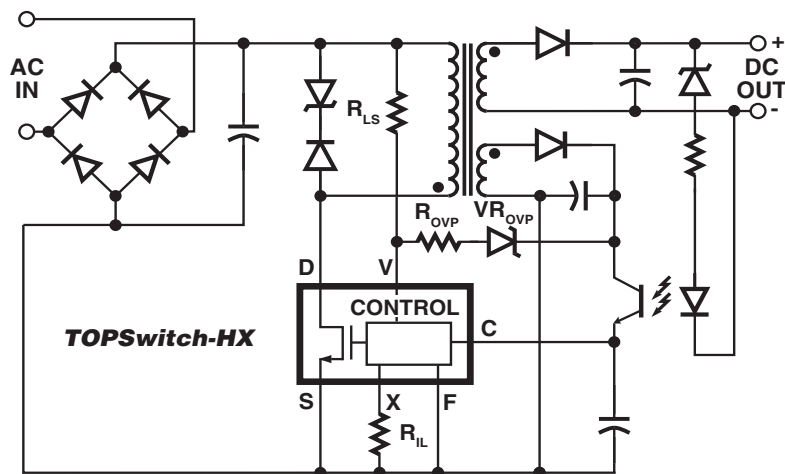 AC
IN
+
DC
OUT
-
R_LS
R_OVP
VR_OVP
D
V
CONTROL
C
TOPSwitch-HX
S
X
F
R_IL